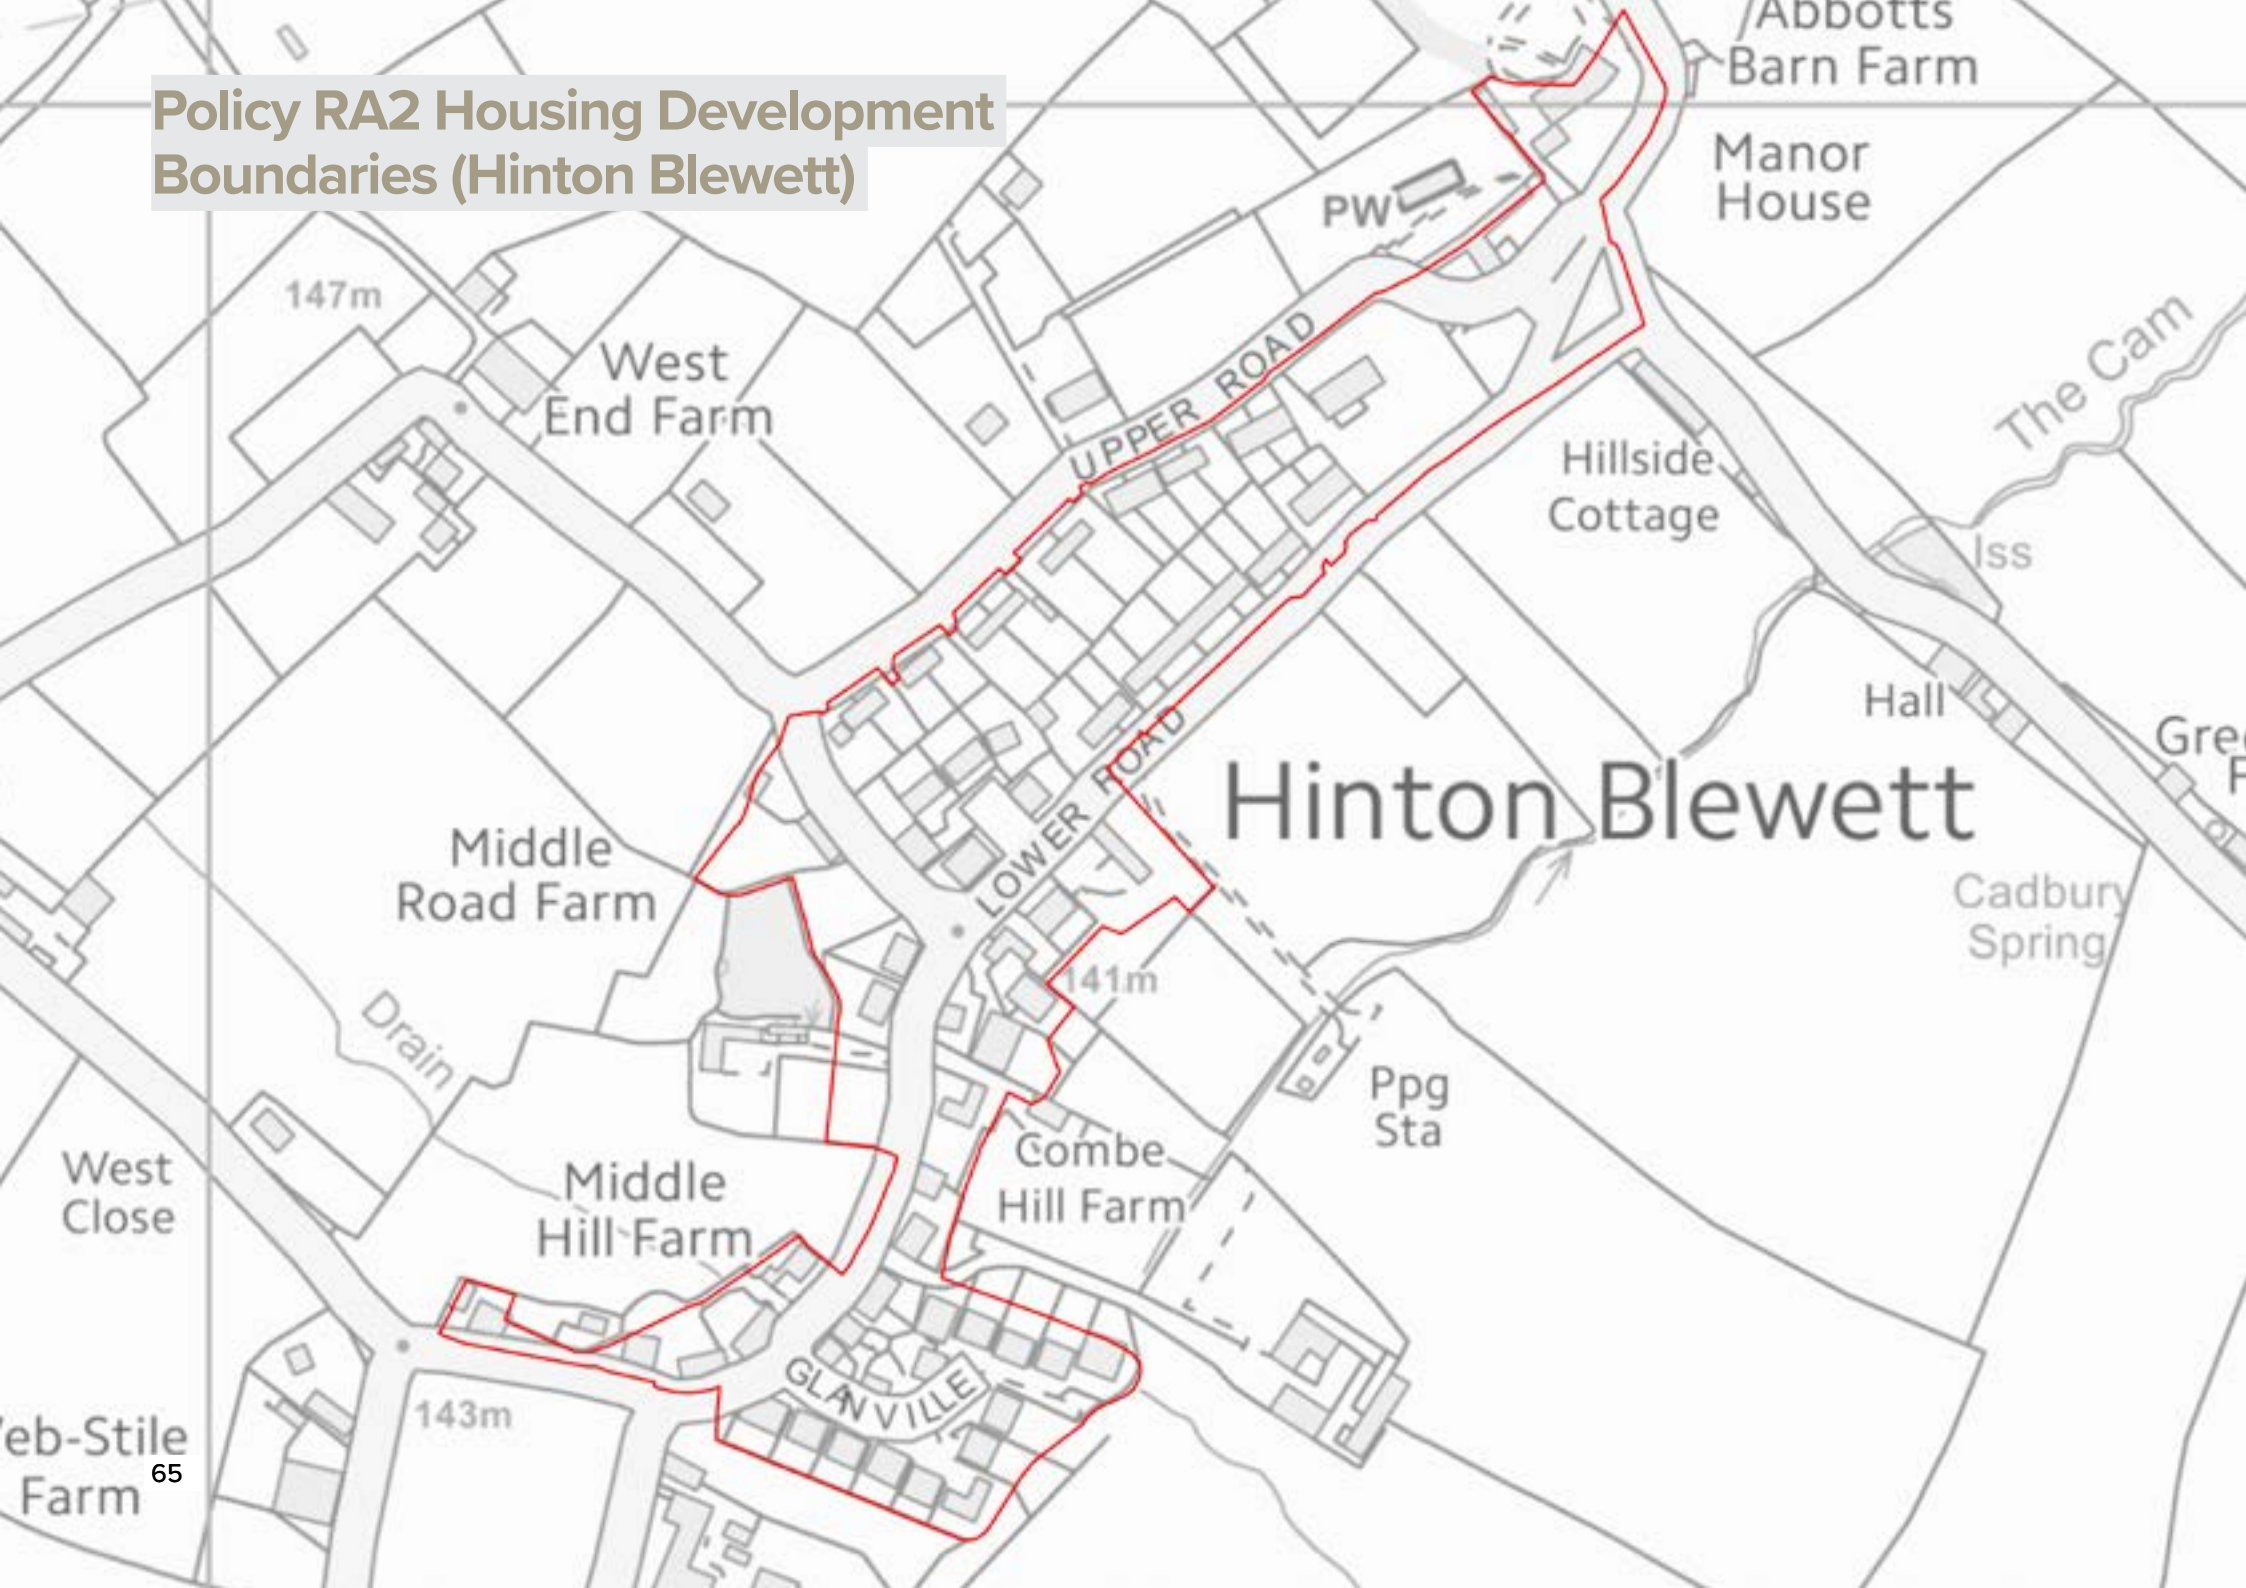 Policy RA2 Housing Development
Boundaries (Hinton Blewett)
Abbotts
Barn Farm
Manor
House
PW
147m
West
End Farm
UPPER ROAD
The Cam
Hillside
Cottage
Iss
Hall
Hinton Blewett
LOWER ROAD
Middle
Road Farm
Cadbury
Spring
141m
Drain
Ppg
Sta
Combe
Hill Farm
West
Close
Middle
Hill Farm
GLANVILLE
143m
eb-Stile
Farm
65